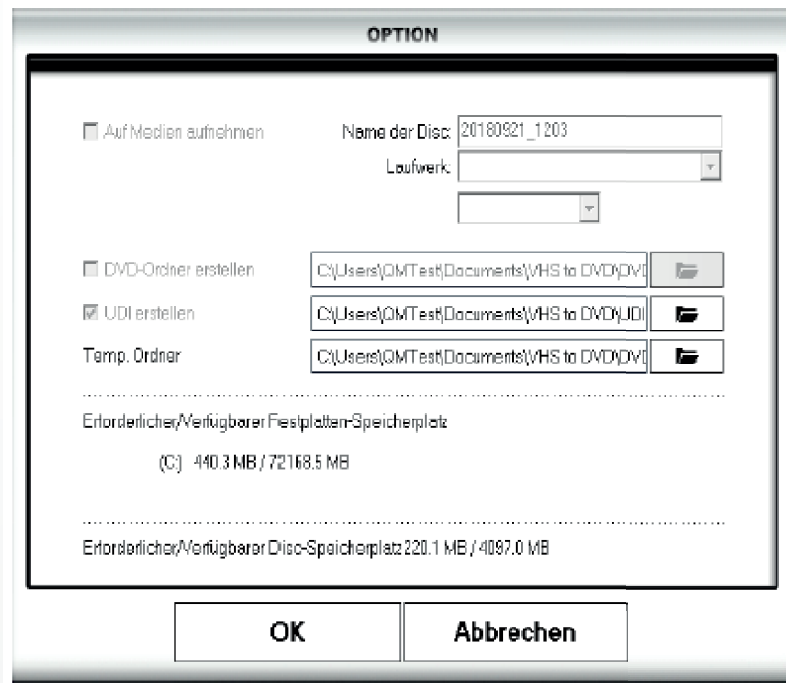 OPTION
Auf Medien aufnehmen
Name der Disc: 20180921_1203
Laufwerk:
DVD-Ordner erstellen C:\Users\QMTest\Documents\VHS to DVD\DVD
UDI erstellen C:\Users\QMTest\Documents\VHS to DVD\UDI
Temp. Ordner C:\Users\QMTest\Documents\VHS to DVD\DVD
Erforderlicher/Verfügbarer Festplatten-Speicherplatz
(C:) 440.3 MB / 72168.5 MB
Erforderlicher/Verfügbarer Disc-Speicherplatz 220.1 MB / 4097.0 MB
OK
Abbrechen